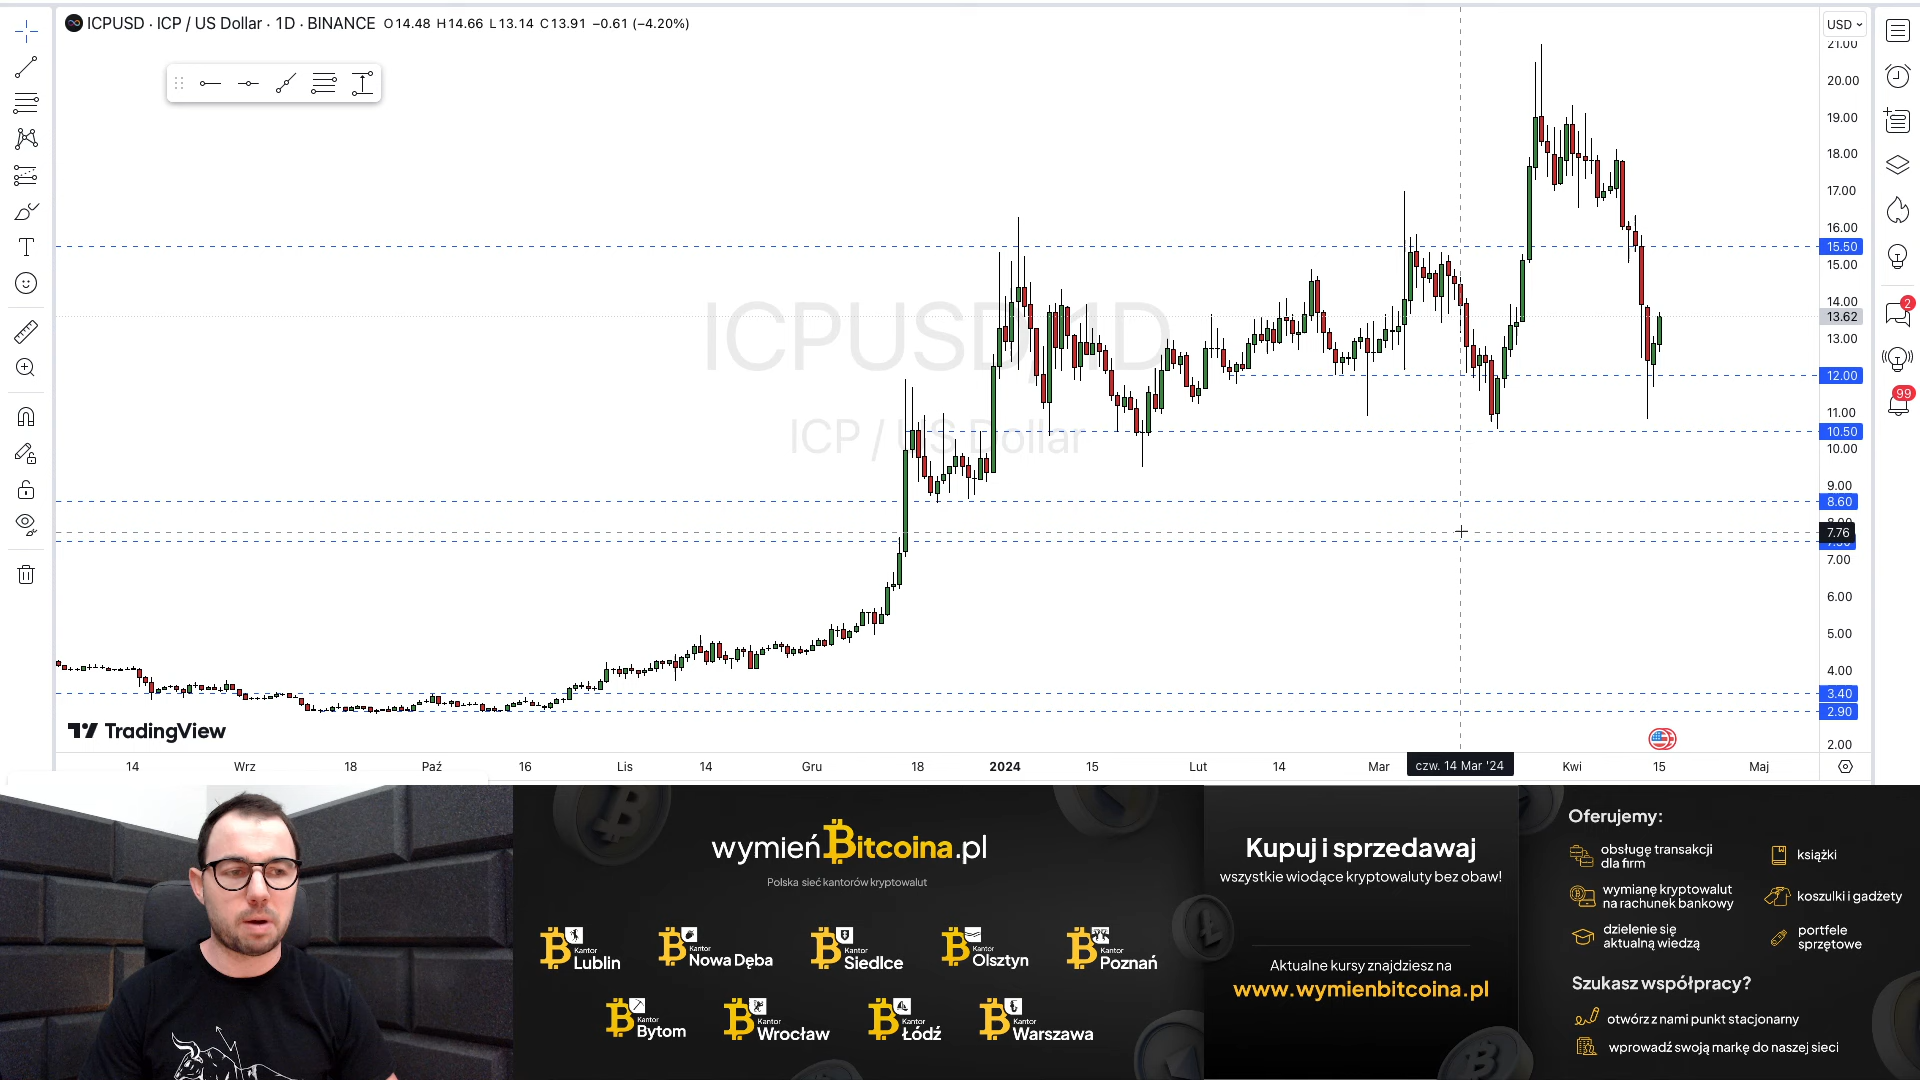 ICPUSD · ICP / US Dollar · 1D · BINANCE O14.48 H14.66 L13.14 C13.91 −0.61 (−4.20%)
USD
21.00
20.00
19.00
18.00
17.00
16.00
15.50
15.00
14.00
13.62
13.00
12.00
11.00
10.50
10.00
9.00
8.60
7.76
7.00
6.00
5.00
4.00
3.40
2.90
2.00
2
99
ICPUSD, 1D
ICP / US Dollar
TradingView
14 Wrz 18 Paź 16 Lis 14 Gru 18 2024 15 Lut 14 Mar czw. 14 Mar '24 Kwi 15 Maj
wymieńBitcoina.pl
Polska sieć kantorów kryptowalut
Kantor Lublin
Kantor Nowa Dęba
Kantor Siedlce
Kantor Olsztyn
Kantor Poznań
Kantor Bytom
Kantor Wrocław
Kantor Łódź
Kantor Warszawa
Kupuj i sprzedawaj
wszystkie wiodące kryptowaluty bez obaw!
Aktualne kursy znajdziesz na
www.wymienbitcoina.pl
Oferujemy:
obsługę transakcji
dla firm
wymianę kryptowalut
na rachunek bankowy
dzielenie się
aktualną wiedzą
książki
koszulki i gadżety
portfele
sprzętowe
Szukasz współpracy?
otwórz z nami punkt stacjonarny
wprowadź swoją markę do naszej sieci